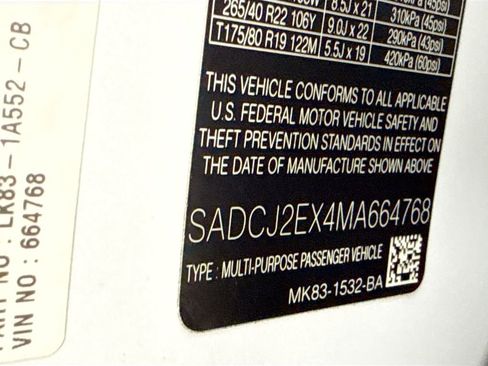 8.5J x 21
310kPa (45psi)
265/40 R22 106Y
9.0J x 22
290kPa (43psi)
T175/80 R19 122M
5.5J x 19
420kPa (60psi)
THIS VEHICLE CONFORMS TO ALL APPLICABLE
U.S. FEDERAL MOTOR VEHICLE SAFETY AND
THEFT PREVENTION STANDARDS IN EFFECT ON
THE DATE OF MANUFACTURE SHOWN ABOVE
SADCJ2EX4MA664768
TYPE : MULTI-PURPOSE PASSENGER VEHICLE
MK83-1532-BA
NO : LK83-1A552-CB
VIN NO : 664768